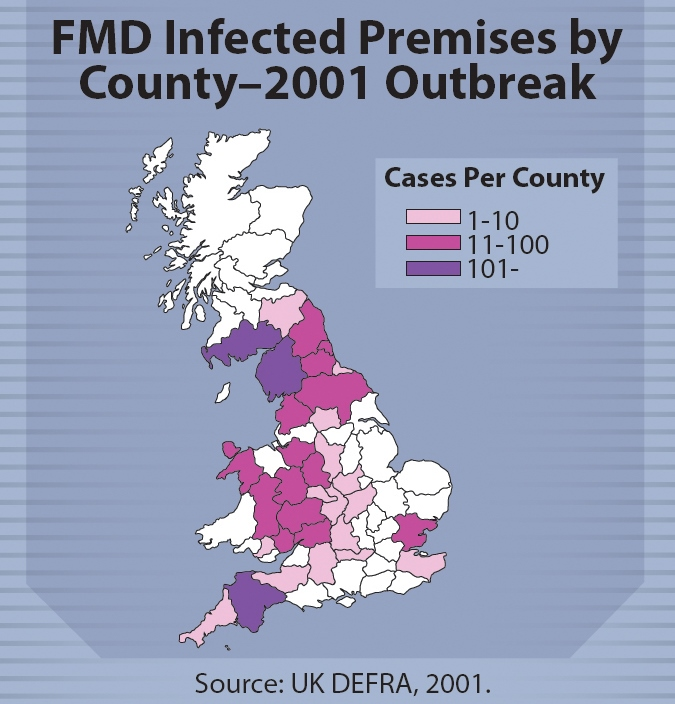 FMD Infected Premises by
County–2001 Outbreak
Cases Per County
1-10
11-100
101-
Source: UK DEFRA, 2001.